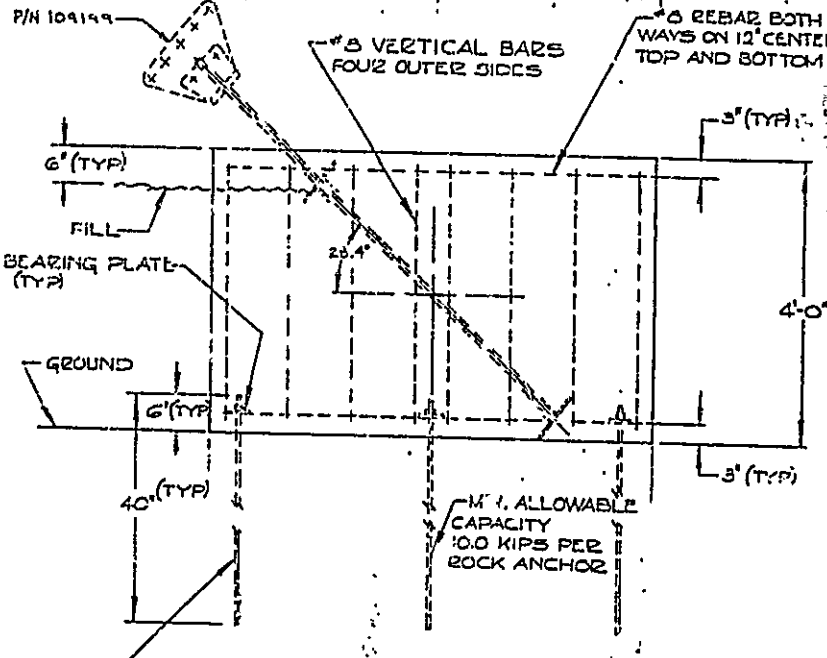 P/N 109199
#8 VERTICAL BARS
FOUR OUTER SIDES
#8 REBAR BOTH
WAYS ON 12" CENTER
TOP AND BOTTOM
3" (TYP)
6" (TYP)
FILL
BEARING PLATE
(TYP)
4'-0"
GROUND
6" (TYP)
3" (TYP)
40" (TYP)
ALLOWABLE
CAPACITY
10.0 KIPS PER
ROCK ANCHOR